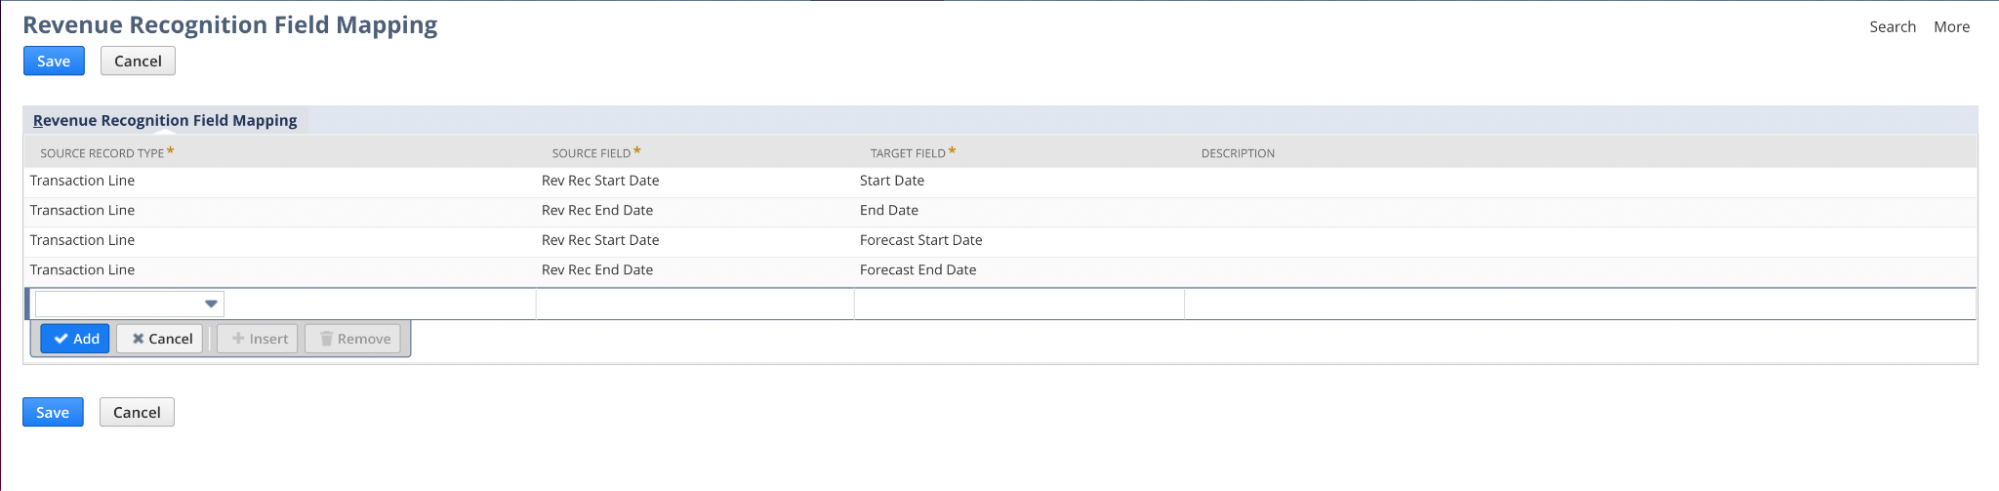 Revenue Recognition Field Mapping
Search More
Save Cancel
Revenue Recognition Field Mapping
SOURCE RECORD TYPE * SOURCE FIELD * TARGET FIELD * DESCRIPTION
Transaction Line Rev Rec Start Date Start Date
Transaction Line Rev Rec End Date End Date
Transaction Line Rev Rec Start Date Forecast Start Date
Transaction Line Rev Rec End Date Forecast End Date
Add Cancel Insert Remove
Save Cancel